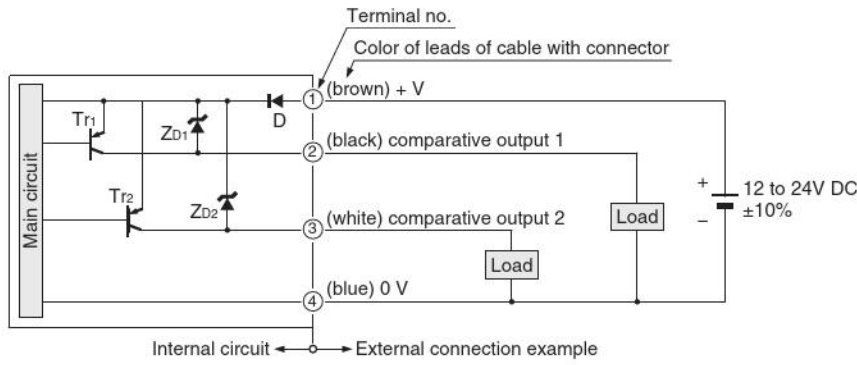 Terminal no.
Color of leads of cable with connector
1 (brown) + V
Tr1
ZD1
D
2 (black) comparative output 1
Main circuit
Tr2
ZD2
3 (white) comparative output 2
Load
Load
+
−
12 to 24V DC
±10%
4 (blue) 0 V
Internal circuit
External connection example